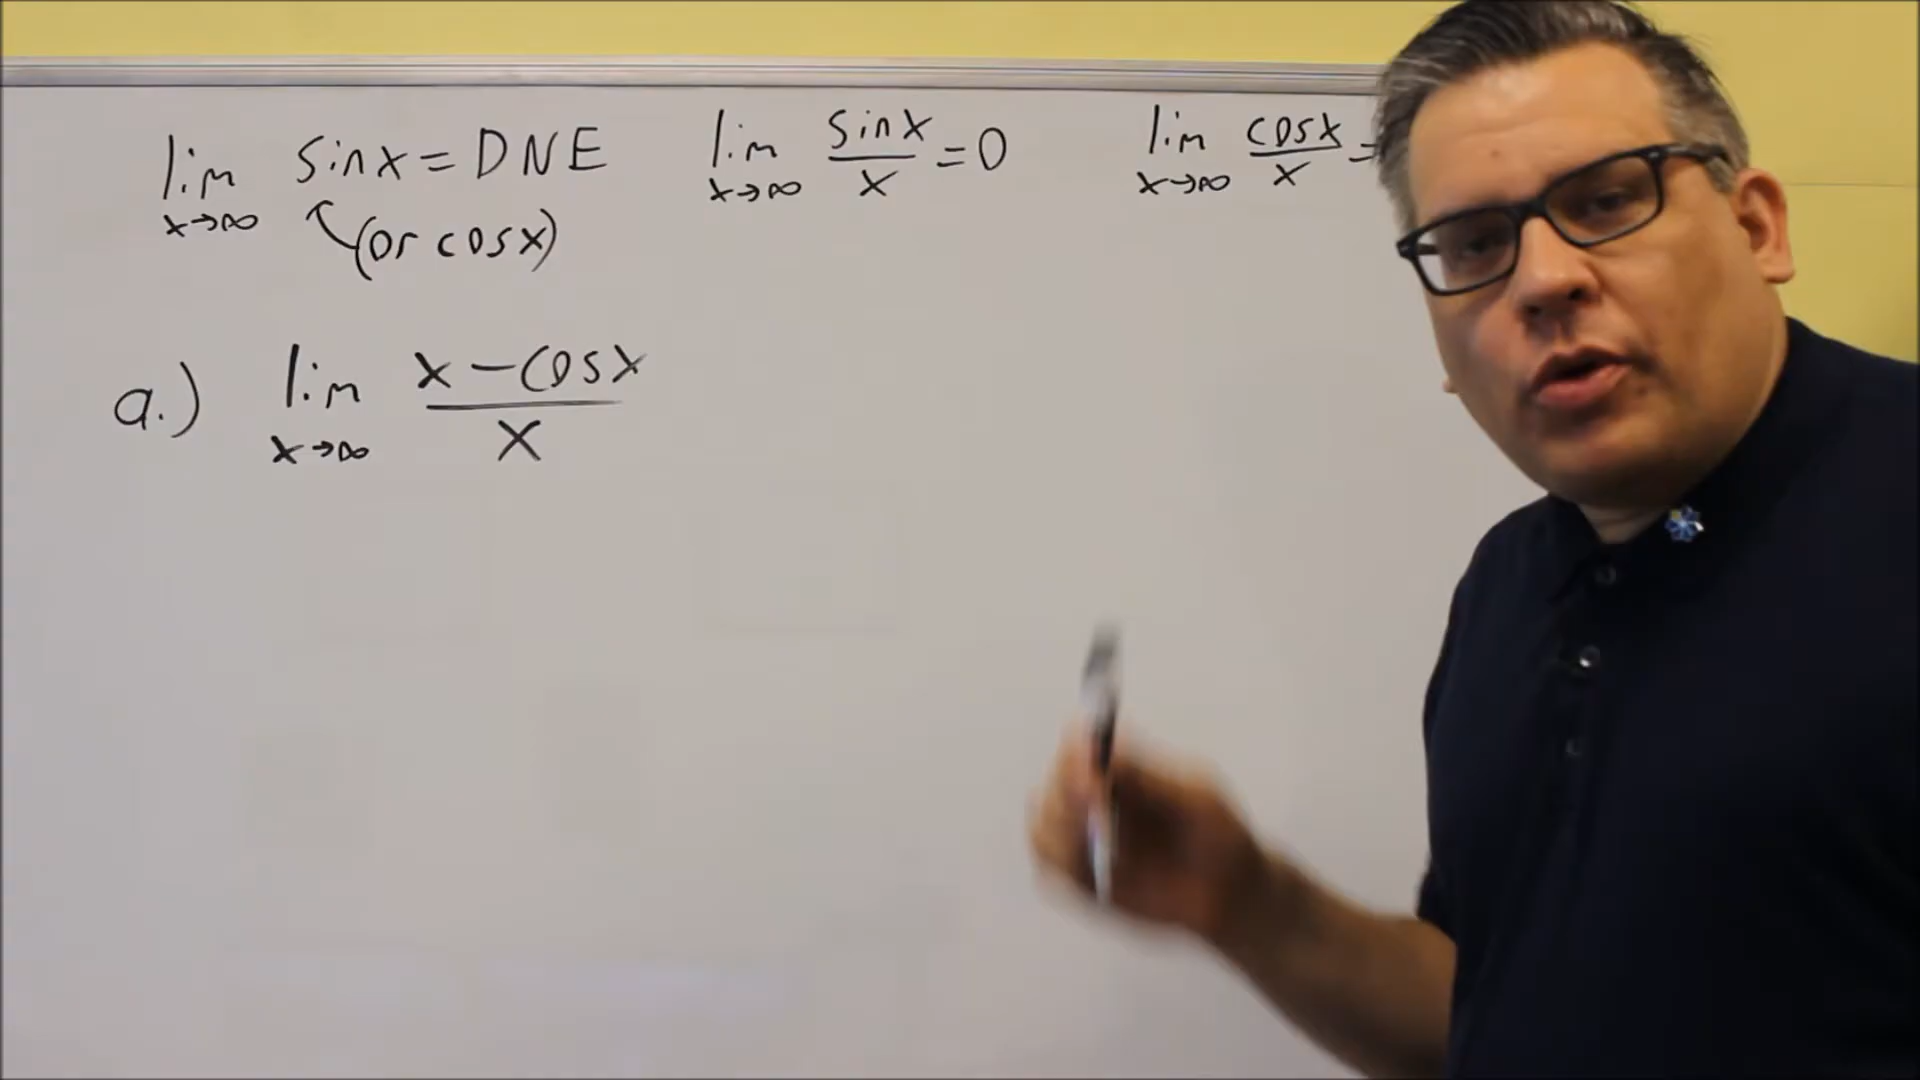 lim x→∞ sinx = DNE
(or cosx)
lim x→∞ sinx/x = 0
lim x→∞ cosx/x =
a.) lim x→∞ x - cosx/x